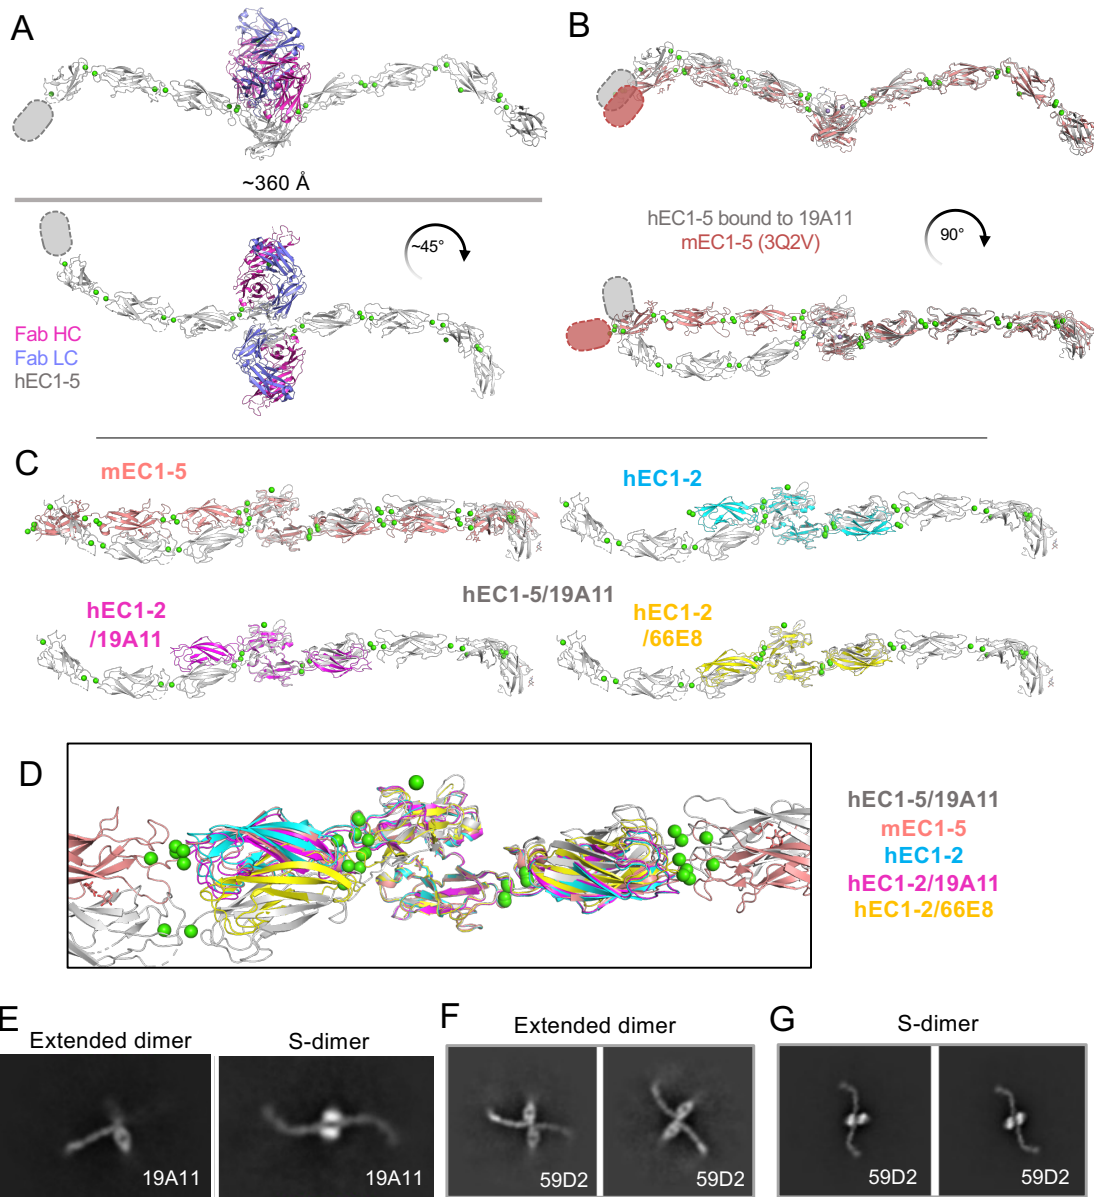 A
B
~360 Å
~45°
Fab HC
Fab LC
hEC1-5
hEC1-5 bound to 19A11
mEC1-5 (3Q2V)
90°
C
mEC1-5
hEC1-2
hEC1-5/19A11
hEC1-2
/19A11
hEC1-2
/66E8
D
hEC1-5/19A11
mEC1-5
hEC1-2
hEC1-2/19A11
hEC1-2/66E8
E
Extended dimer
S-dimer
19A11
19A11
F
Extended dimer
59D2
59D2
G
S-dimer
59D2
59D2